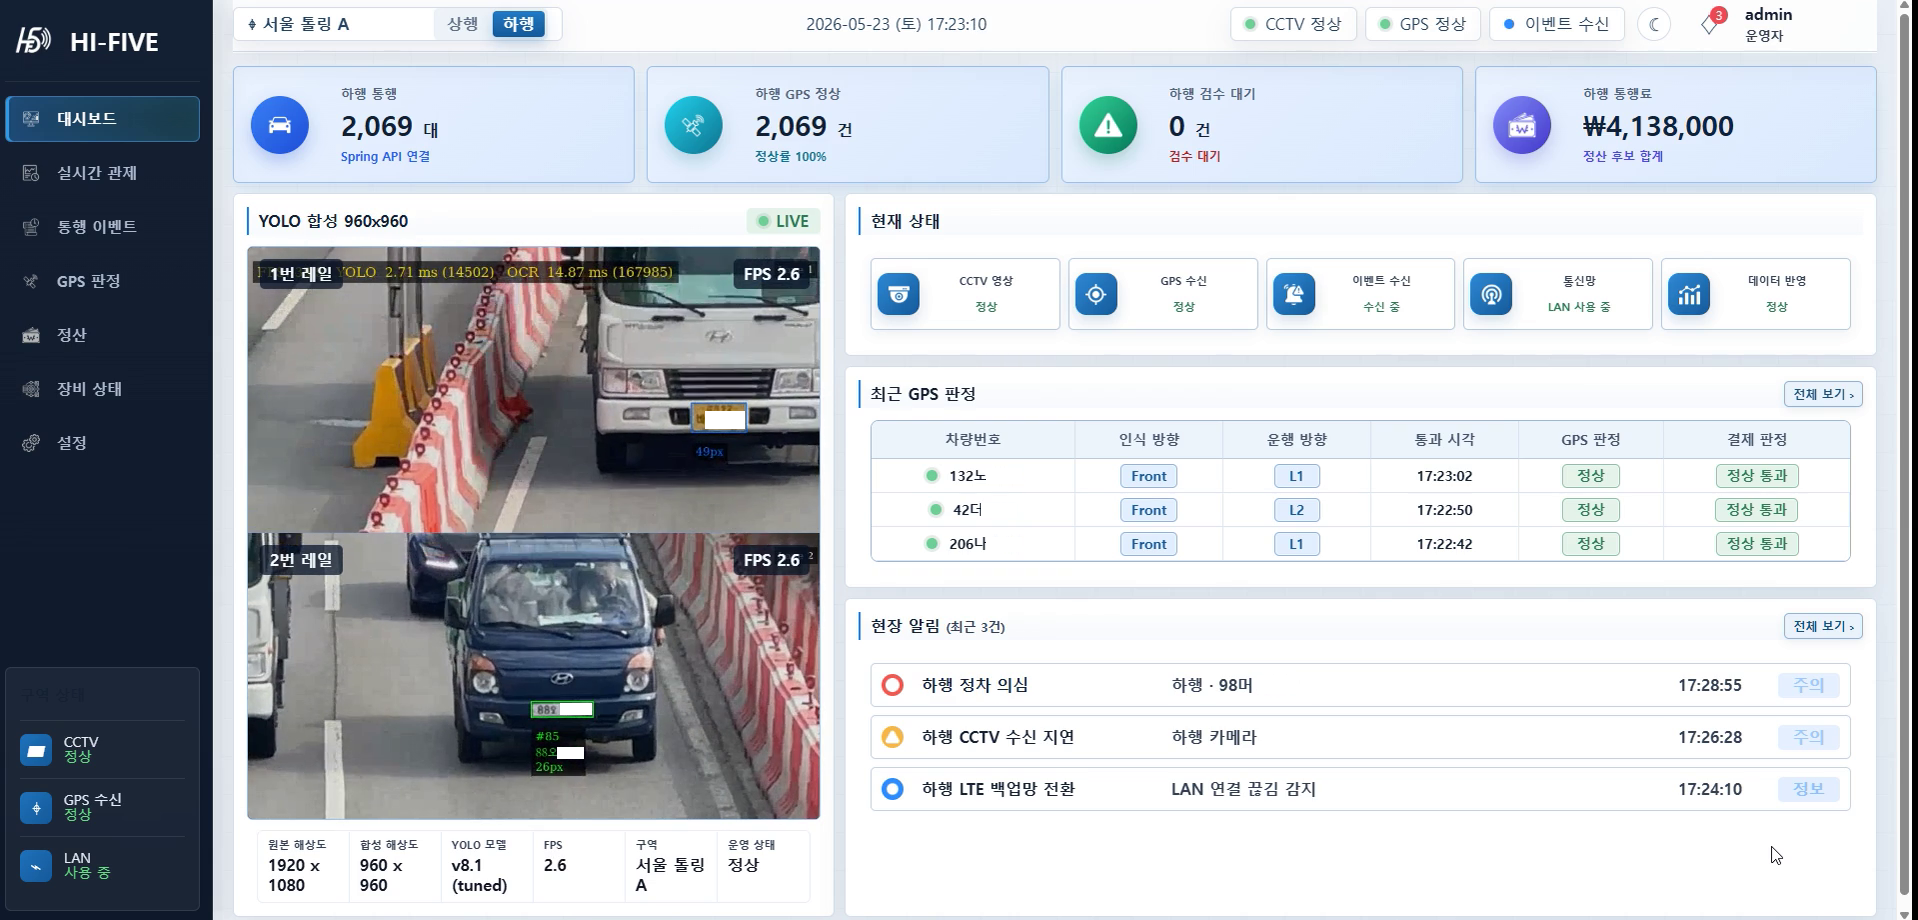 HI-FIVE
대시보드
실시간 관제
통행 이벤트
GPS 판정
정산
장비 상태
설정
구역 상태
CCTV
정상
GPS 수신
정상
LAN
사용 중
서울 톨링 A
상행
하행
2026-05-23 (토) 17:23:10
CCTV 정상
GPS 정상
이벤트 수신
3
admin
운영자
하행 통행
2,069 대
Spring API 연결
하행 GPS 정상
2,069 건
정상률 100%
하행 검수 대기
0 건
검수 대기
하행 통행료
₩4,138,000
정산 후보 합계
YOLO 합성 960x960
LIVE
1번 레일
YOLO 2.71 ms (14502) OCR 14.87 ms (167985)
FPS 2.6
1
49px
2번 레일
FPS 2.6
2
88오
#85
88오
26px
원본 해상도
1920 x
1080
합성 해상도
960 x
960
YOLO 모델
v8.1
(tuned)
FPS
2.6
구역
서울 톨링
A
운영 상태
정상
현재 상태
CCTV 영상
정상
GPS 수신
정상
이벤트 수신
수신 중
통신망
LAN 사용 중
데이터 반영
정상
최근 GPS 판정
전체 보기 ›
차량번호 인식 방향 운행 방향 통과 시각 GPS 판정 결제 판정
132노 Front L1 17:23:02 정상 정상 통과
42더 Front L2 17:22:50 정상 정상 통과
206나 Front L1 17:22:42 정상 정상 통과
현장 알림 (최근 3건)
전체 보기 ›
하행 정차 의심 하행 · 98머 17:28:55 주의
하행 CCTV 수신 지연 하행 카메라 17:26:28 주의
하행 LTE 백업망 전환 LAN 연결 끊김 감지 17:24:10 정보